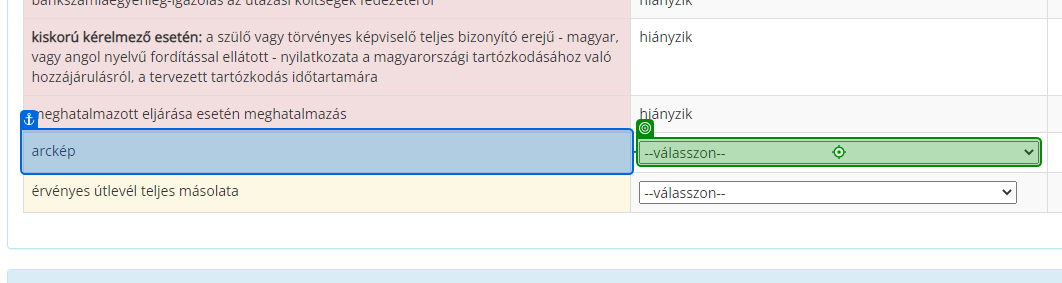 bankszámlaegyenleg-igazolás az utazási költségek fedezetéről
hiányzik
kiskorú kérelmező esetén: a szülő vagy törvényes képviselő teljes bizonyító erejű - magyar,
vagy angol nyelvű fordítással ellátott - nyilatkozata a magyarországi tartózkodásához való
hozzájárulásról, a tervezett tartózkodás időtartamára
hiányzik
meghatalmazott eljárása esetén meghatalmazás
hiányzik
arckép
--válasszon--
érvényes útlevél teljes másolata
--válasszon--